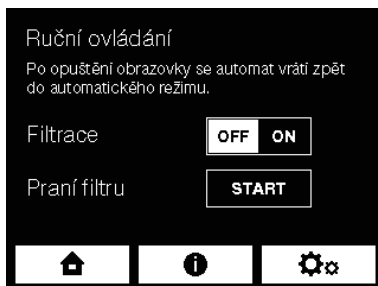 Ruční ovládání
Po opuštění obrazovky se automat vrátí zpět
do automatického režimu.
Filtrace OFF ON
Praní filtru START